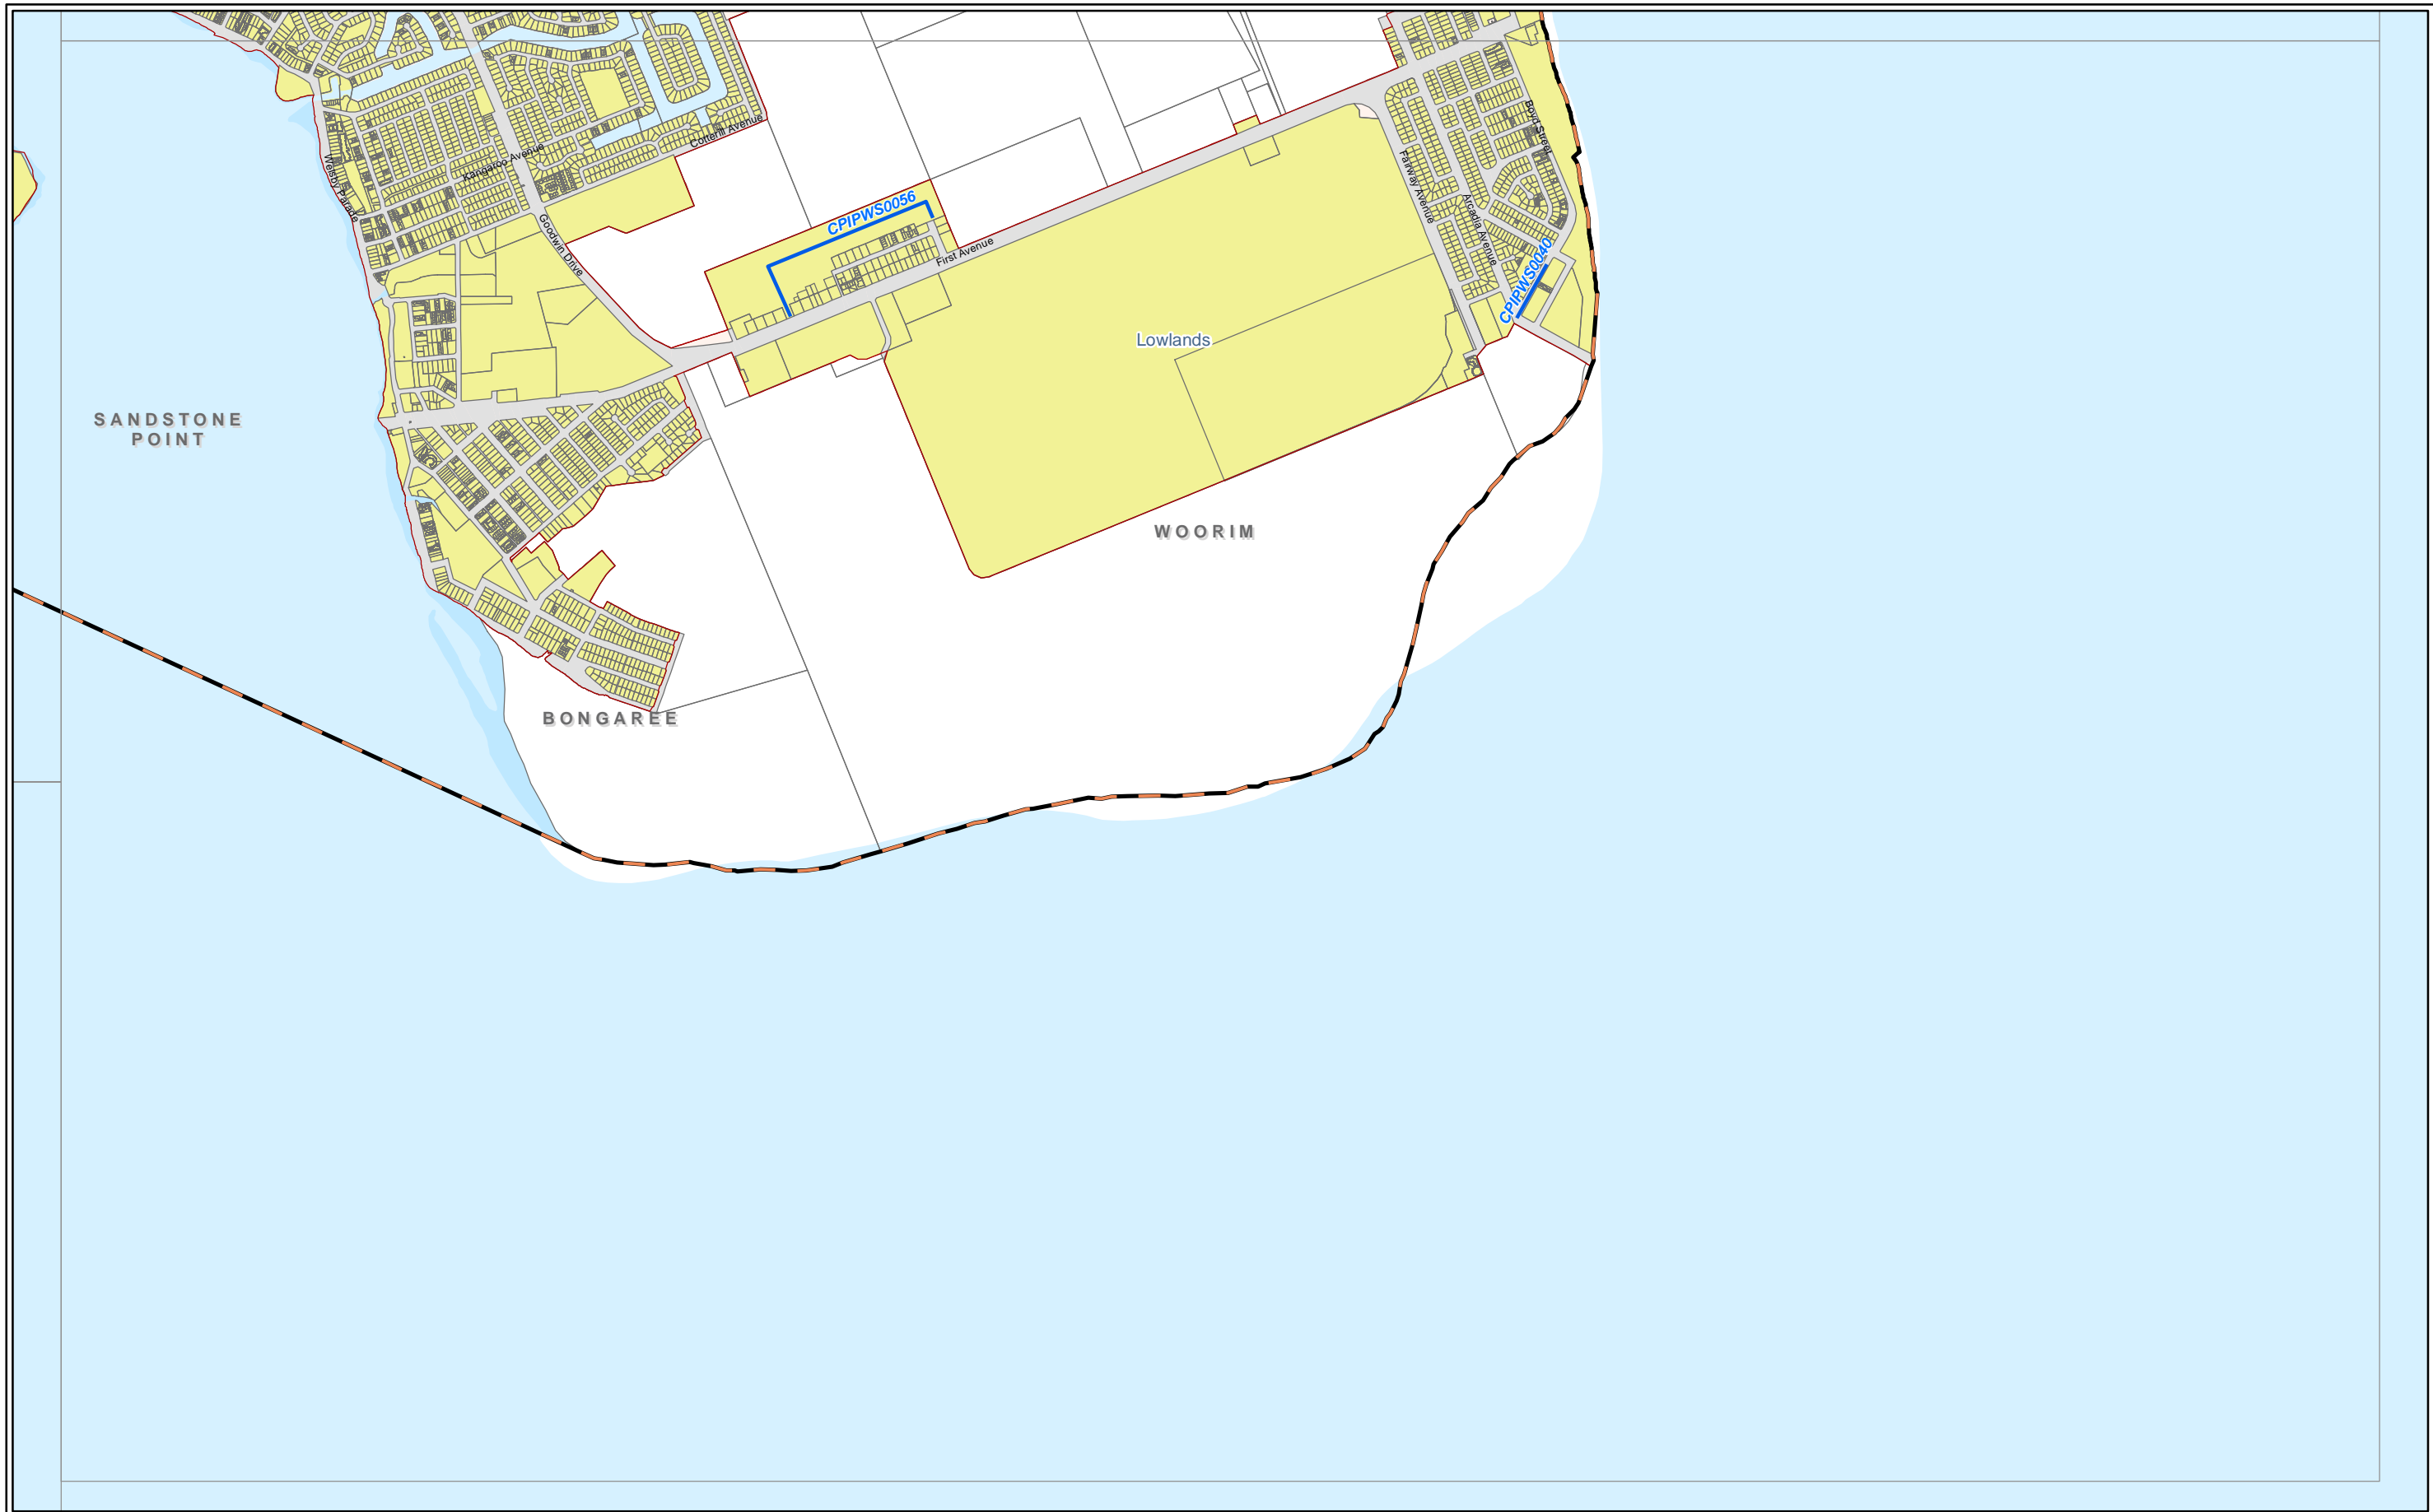 Boyd Street
Cotterill Avenue
Kangaroo Avenue
Welsby Parade
Fairway Avenue
CPIPWS0056
Arcadia Avenue
Goodwin Drive
First Avenue
CPIPWS0040
Lowlands
SANDSTONE
POINT
WOORIM
BONGAREE